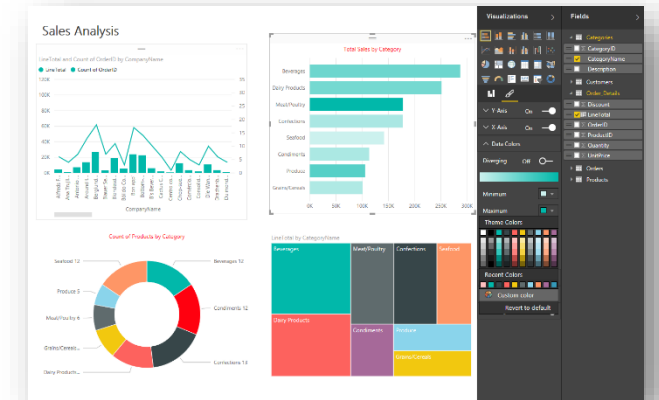 Sales Analysis
LineTotal and Count of OrderID by CompanyName
Line Total Count of OrderID
120K
100K
80K
60K
40K
20K
0K
35
30
25
20
15
10
5
0
CompanyName
Total Sales by Category
Beverages
Dairy Products
Meat/Poultry
Confections
Seafood
Condiments
Produce
Grains/Cereals
0K 50K 100K 150K 200K 250K 300K
Count of Products by Category
Seafood 12
Beverages 12
Produce 5
Condiments 12
Meat/Poultry 6
Grains/Cereals...
Confections 13
Dairy Products...
LineTotal by CategoryName
Beverages
Meat/Poultry
Confections
Seafood
Dairy Products
Condiments
Produce
Grains/Cereals
Visualizations
Y Axis On
X Axis On
Data Colors
Diverging Off
Minimum
Maximum
Theme Colors
Recent Colors
Custom color
Revert to default
Fields
Categories
CategoryID
CategoryName
Description
Customers
Order_Details
Discount
LineTotal
OrderID
ProductID
Quantity
UnitPrice
Orders
Products